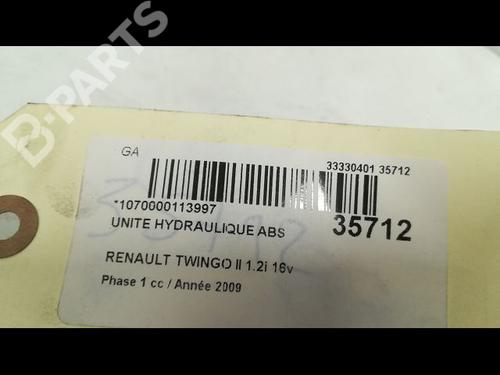 B-PARTS
GA
33330401 35712
*1070000113997
35712
UNITE HYDRAULIQUE ABS
RENAULT TWINGO II 1.2i 16v
Phase 1 cc / Année 2009